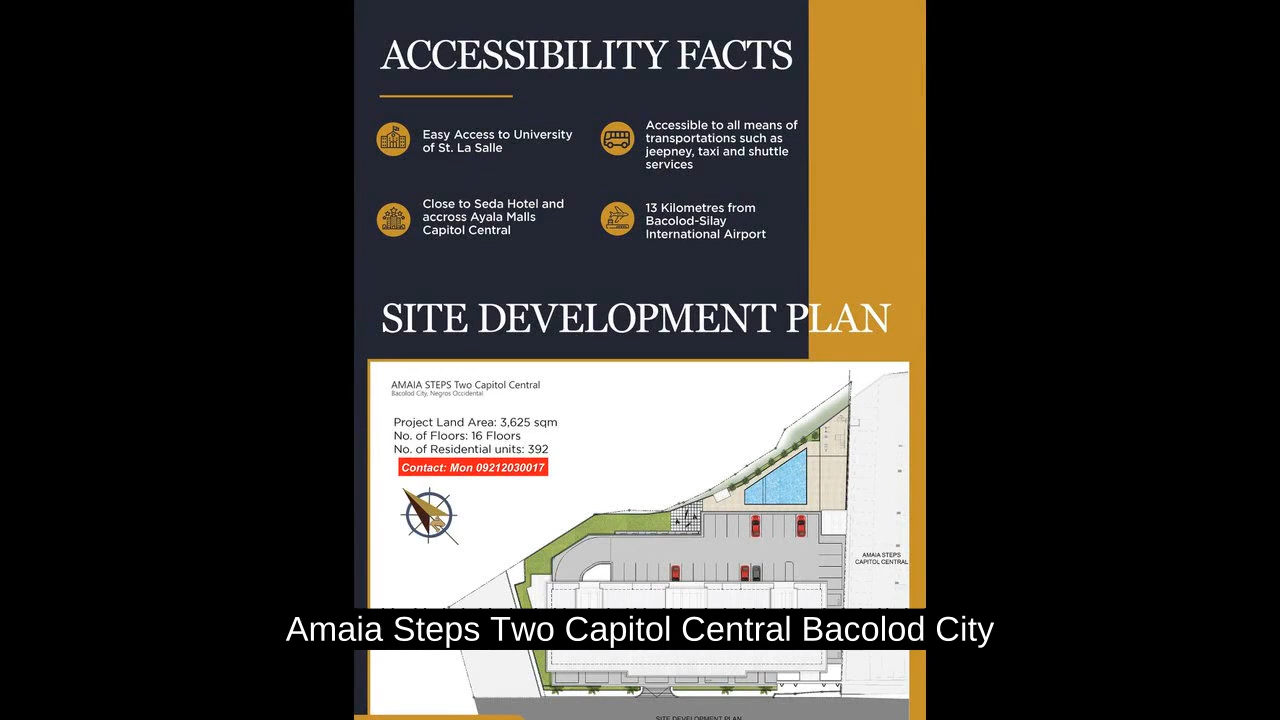 ACCESSIBILITY FACTS
Easy Access to University
of St. La Salle
Accessible to all means of
transportations such as
jeepney, taxi and shuttle
services
Close to Seda Hotel and
accross Ayala Malls
Capitol Central
13 Kilometres from
Bacolod-Silay
International Airport
SITE DEVELOPMENT PLAN
AMAIA STEPS Two Capitol Central
Bacolod City, Negros Occidental
Project Land Area: 3,625 sqm
No. of Floors: 16 Floors
No. of Residential units: 392
Contact: Mon 09212030017
AMAIA STEPS
CAPITOL CENTRAL
Amaia Steps Two Capitol Central Bacolod City
SITE DEVELOPMENT PLAN